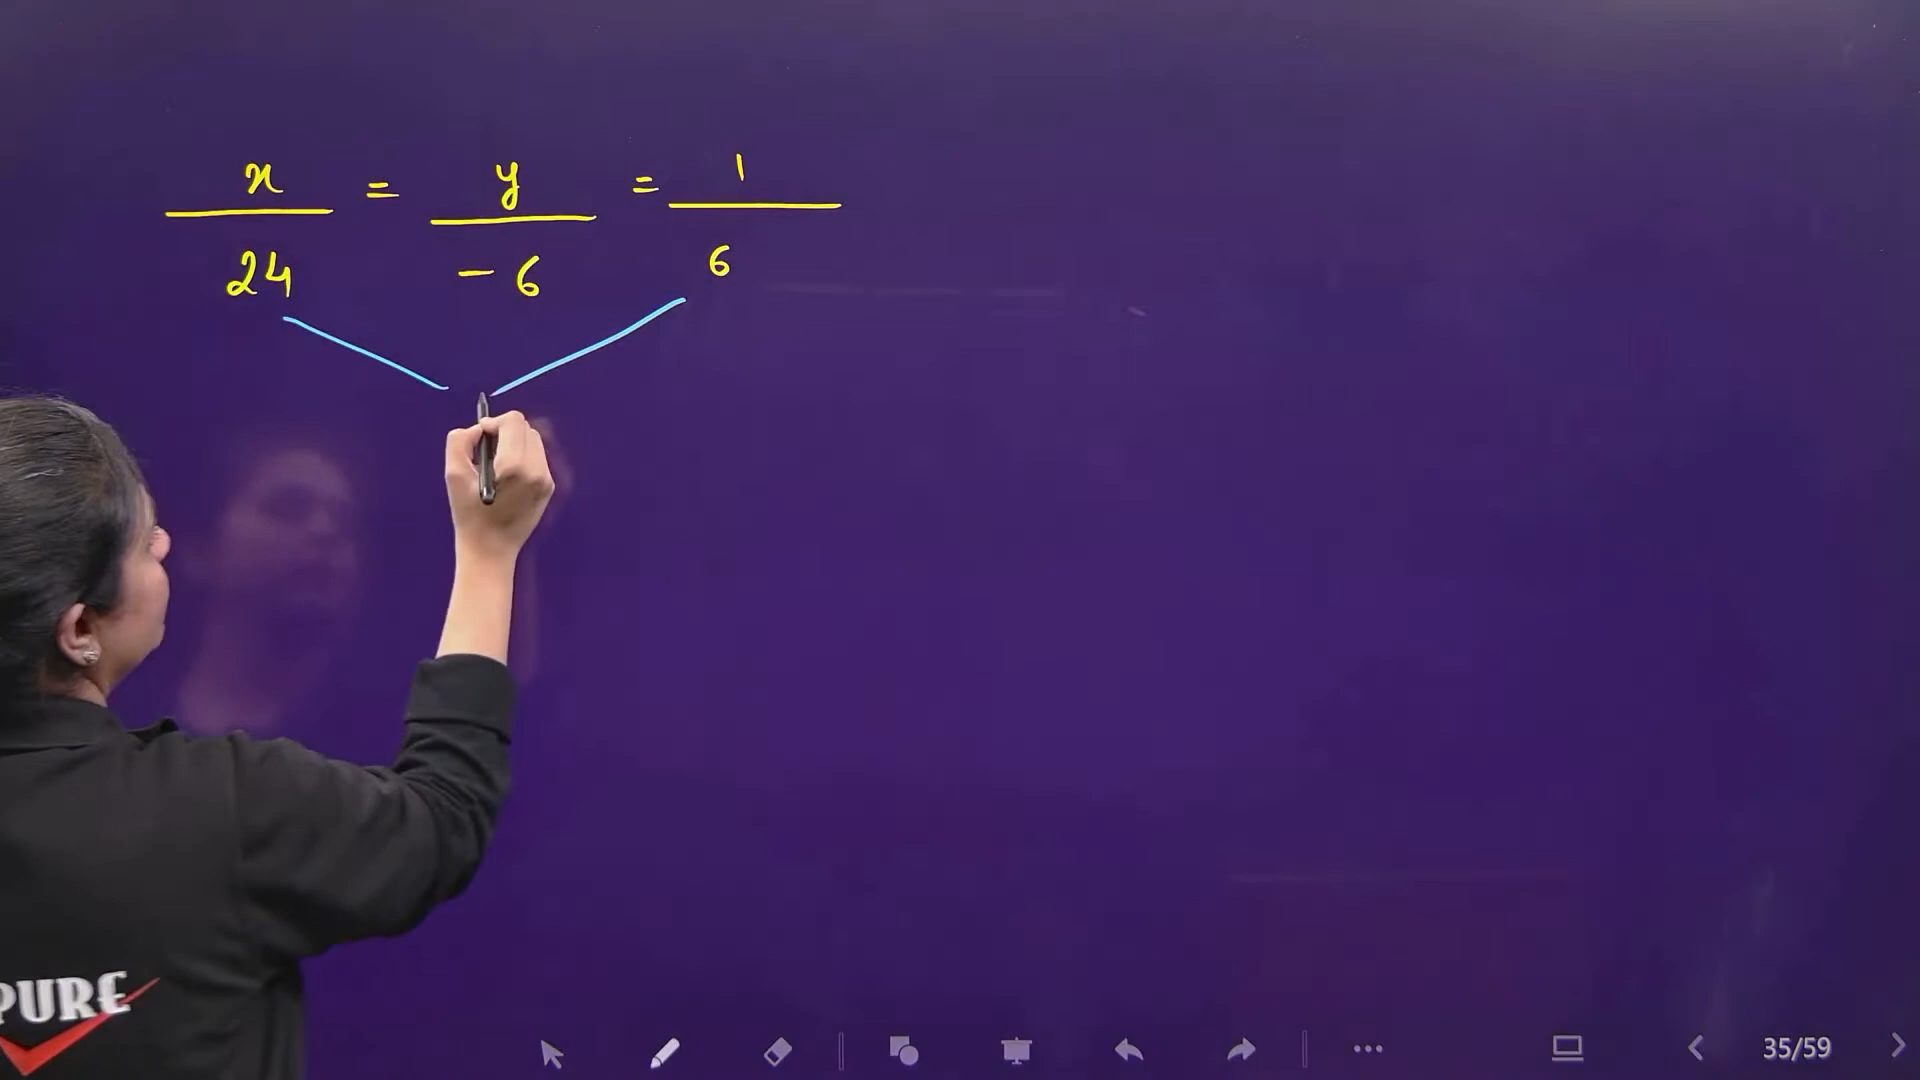 x = y = 1
24 - 6 6
PURE
35/59